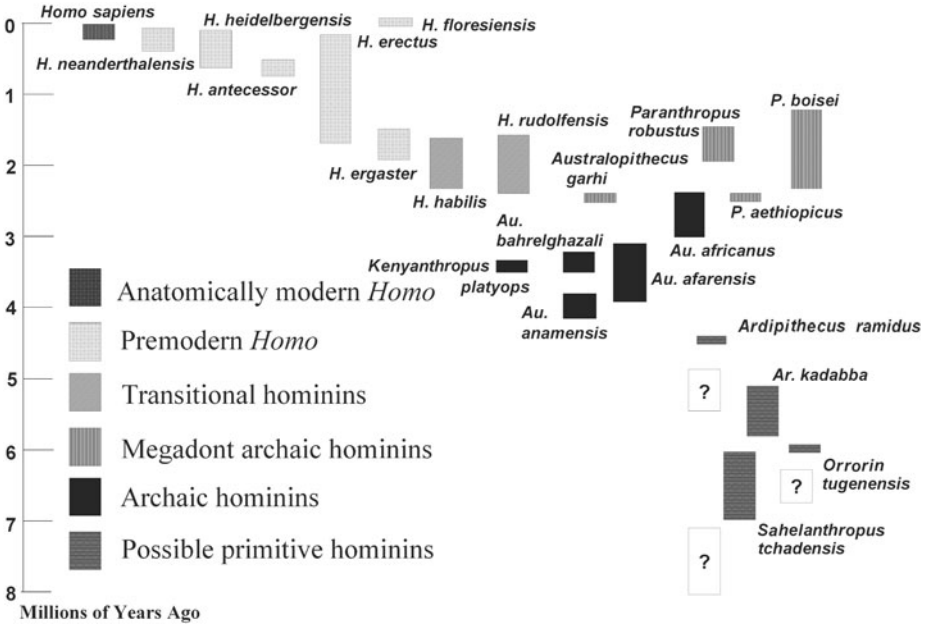 0
Homo sapiens
H. neanderthalensis
H. heidelbergensis
H. antecessor
H. floresiensis
H. erectus
1
P. boisei
Paranthropus
robustus
H. rudolfensis
2
H. ergaster
H. habilis
Australopithecus
garhi
P. aethiopicus
3
Au.
bahrelghazali
Au. africanus
Kenyanthropus
platyops
Au. afarensis
Au.
anamensis
4
Ardipithecus ramidus
5
?
Ar. kadabba
6
Orrorin
tugenensis
?
7
Sahelanthropus
tchadensis
?
8
Anatomically modern Homo
Premodern Homo
Transitional hominins
Megadont archaic hominins
Archaic hominins
Possible primitive hominins
Millions of Years Ago